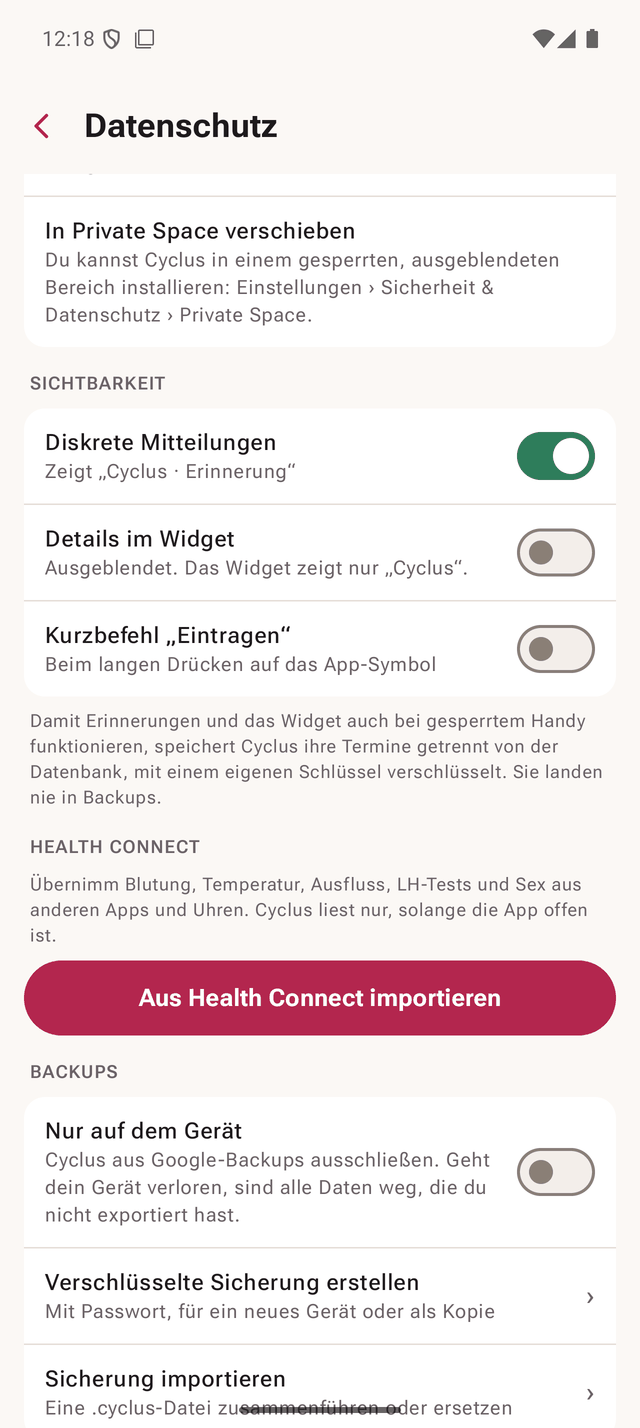 12:18
Datenschutz
In Private Space verschieben
Du kannst Cyclus in einem gesperrten, ausgeblendeten
Bereich installieren: Einstellungen › Sicherheit &
Datenschutz › Private Space.
SICHTBARKEIT
Diskrete Mitteilungen
Zeigt „Cyclus · Erinnerung“
Details im Widget
Ausgeblendet. Das Widget zeigt nur „Cyclus“.
Kurzbefehl „Eintragen“
Beim langen Drücken auf das App-Symbol
Damit Erinnerungen und das Widget auch bei gesperrtem Handy
funktionieren, speichert Cyclus ihre Termine getrennt von der
Datenbank, mit einem eigenen Schlüssel verschlüsselt. Sie landen
nie in Backups.
HEALTH CONNECT
Übernimm Blutung, Temperatur, Ausfluss, LH-Tests und Sex aus
anderen Apps und Uhren. Cyclus liest nur, solange die App offen
ist.
Aus Health Connect importieren
BACKUPS
Nur auf dem Gerät
Cyclus aus Google-Backups ausschließen. Geht
dein Gerät verloren, sind alle Daten weg, die du
nicht exportiert hast.
Verschlüsselte Sicherung erstellen
Mit Passwort, für ein neues Gerät oder als Kopie
Sicherung importieren
Eine .cyclus-Datei zusammenführen oder ersetzen